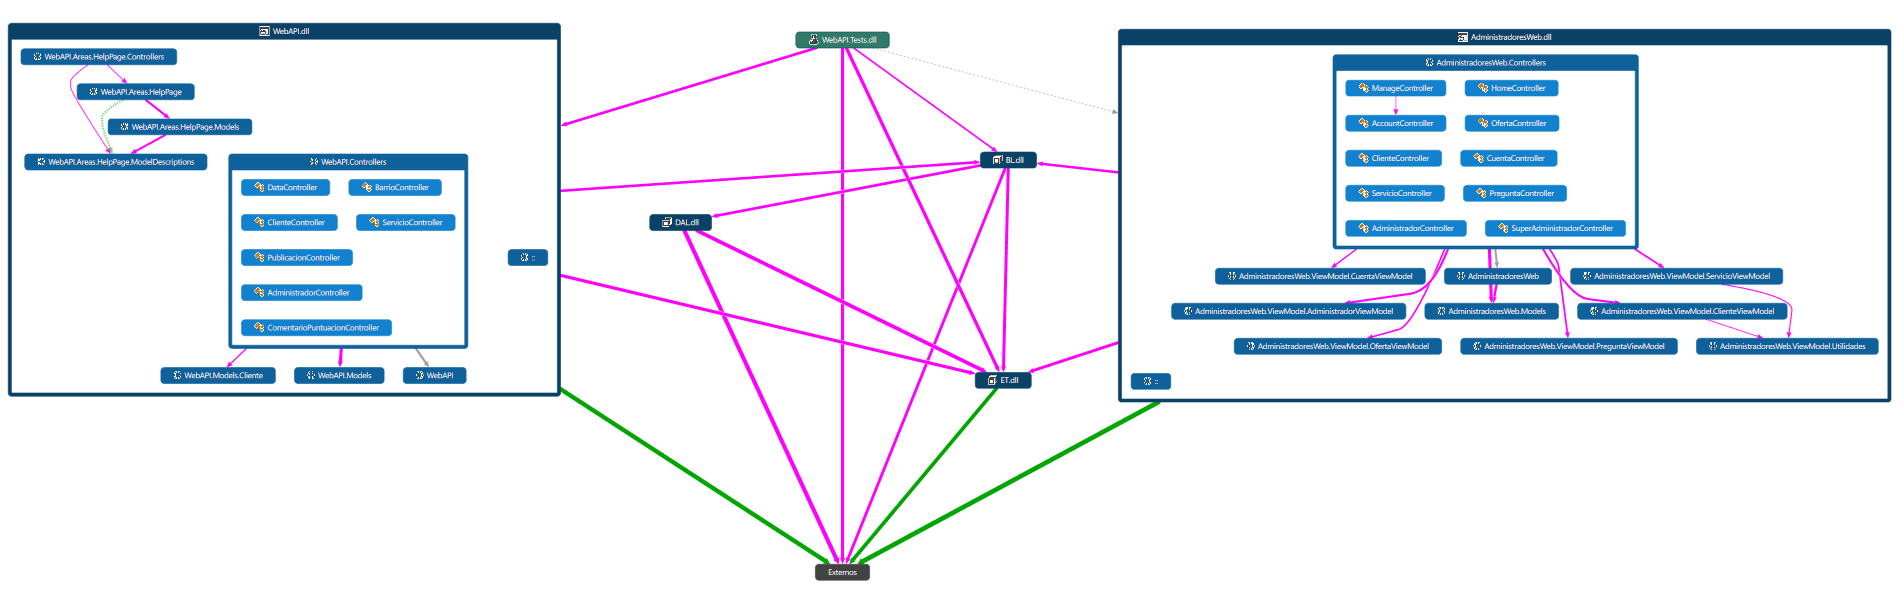 WebAPI.dll
WebAPI.Areas.HelpPage.Controllers
WebAPI.Areas.HelpPage
WebAPI.Areas.HelpPage.Models
WebAPI.Areas.HelpPage.ModelDescriptions
WebAPI.Controllers
DataController
BarrioController
ClienteController
ServicioController
PublicacionController
AdministradorController
ComentarioPuntuacionController
::
WebAPI.Models.Cliente
WebAPI.Models
WebAPI
WebAPI.Tests.dll
BL.dll
DAL.dll
ET.dll
Externos
AdministradoresWeb.dll
AdministradoresWeb.Controllers
ManageController
HomeController
AccountController
OfertaController
ClienteController
CuentaController
ServicioController
PreguntaController
AdministradorController
SuperAdministradorController
AdministradoresWeb.ViewModel.CuentaViewModel
AdministradoresWeb
AdministradoresWeb.ViewModel.ServicioViewModel
AdministradoresWeb.ViewModel.AdministradorViewModel
AdministradoresWeb.Models
AdministradoresWeb.ViewModel.ClienteViewModel
AdministradoresWeb.ViewModel.OfertaViewModel
AdministradoresWeb.ViewModel.PreguntaViewModel
AdministradoresWeb.ViewModel.Utilidades
::